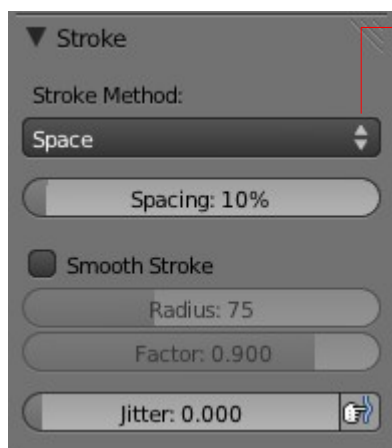 Stroke
Stroke Method:
Space
Spacing: 10%
Smooth Stroke
Radius: 75
Factor: 0.900
Jitter: 0.000